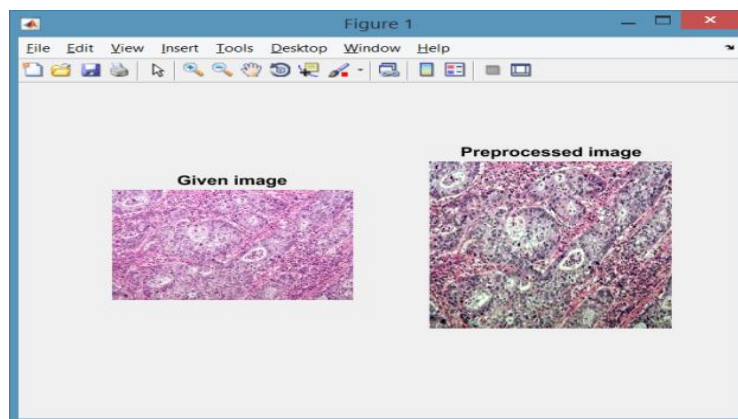 Figure 1
File Edit View Insert Tools Desktop Window Help
Given image
Preprocessed image